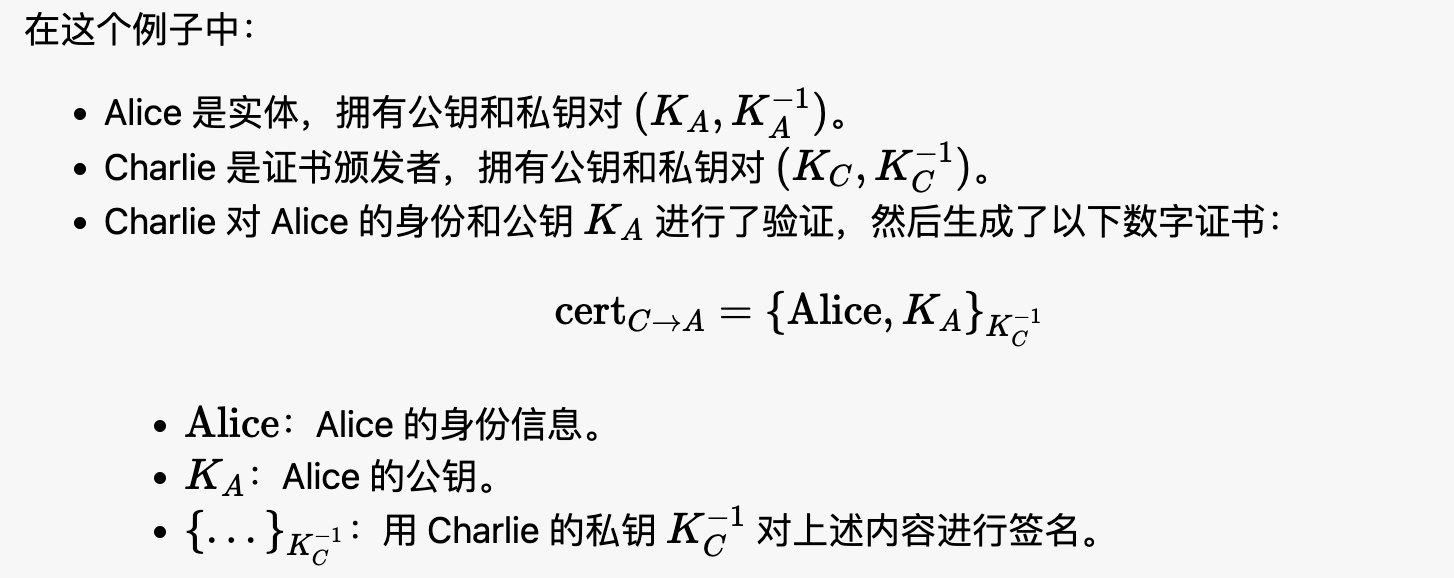 在这个例子中：
• Alice 是实体，拥有公钥和私钥对 $(K_A, K_A^{-1})$。
• Charlie 是证书颁发者，拥有公钥和私钥对 $(K_C, K_C^{-1})$。
• Charlie 对 Alice 的身份和公钥 $K_A$ 进行了验证，然后生成了以下数字证书：
$\text{cert}_{C \to A} = \{\text{Alice}, K_A\}_{K_C^{-1}}$
• Alice：Alice 的身份信息。
• $K_A$：Alice 的公钥。
• $\{\ldots\}_{K_C^{-1}}$：用 Charlie 的私钥 $K_C^{-1}$ 对上述内容进行签名。